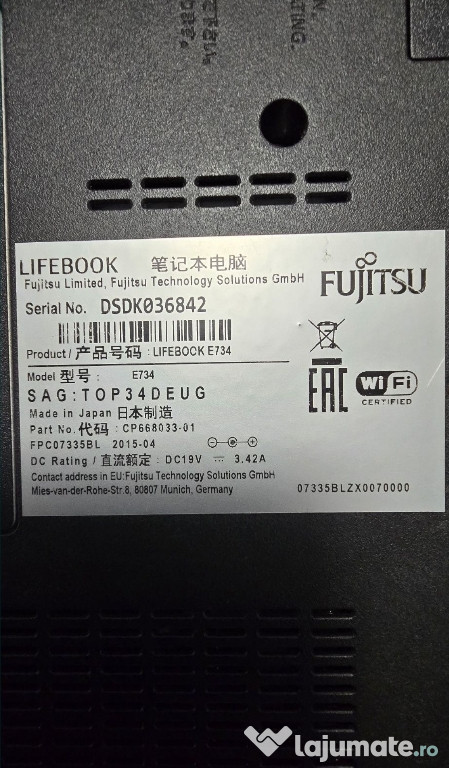 ATING.
LIFEBOOK 笔记本电脑
Fujitsu Limited, Fujitsu Technology Solutions GmbH
FUJITSU
Serial No. DSDK036842
Product / 产品号码 : LIFEBOOK E734
Model 型号 : E734
SAG:TOP34DEUG
Made in Japan 日本制造
Part No. 代码 : CP668033-01
FPC07335BL 2015-04
DC Rating / 直流额定 : DC19V ⎓ 3.42A
Contact address in EU:Fujitsu Technology Solutions GmbH
Mies-van-der-Rohe-Str.8, 80807 Munich, Germany
EAC
Wi Fi
CERTIFIED
07335BLZX0070000
lajumate.ro